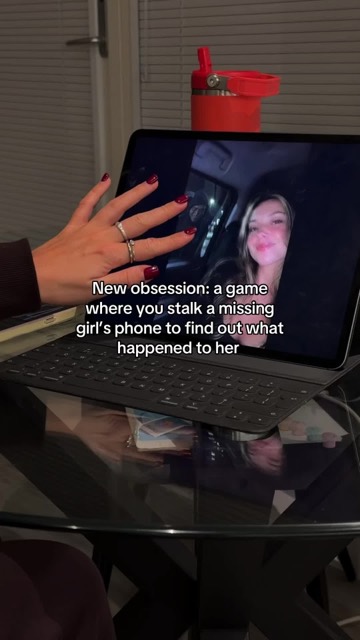 New obsession: a game
where you stalk a missing
girl's phone to find out what
happened to her